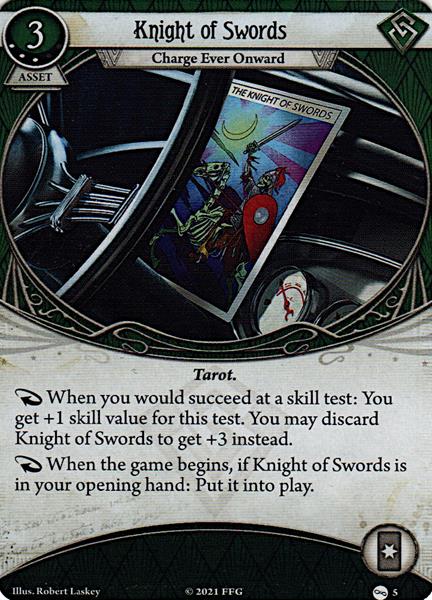 3
Knight of Swords
ASSET
Charge Ever Onward
THE KNIGHT OF SWORDS
Tarot.
When you would succeed at a skill test: You
get +1 skill value for this test. You may discard
Knight of Swords to get +3 instead.
When the game begins, if Knight of Swords is
in your opening hand: Put it into play.
Illus. Robert Laskey
© 2021 FFG
5